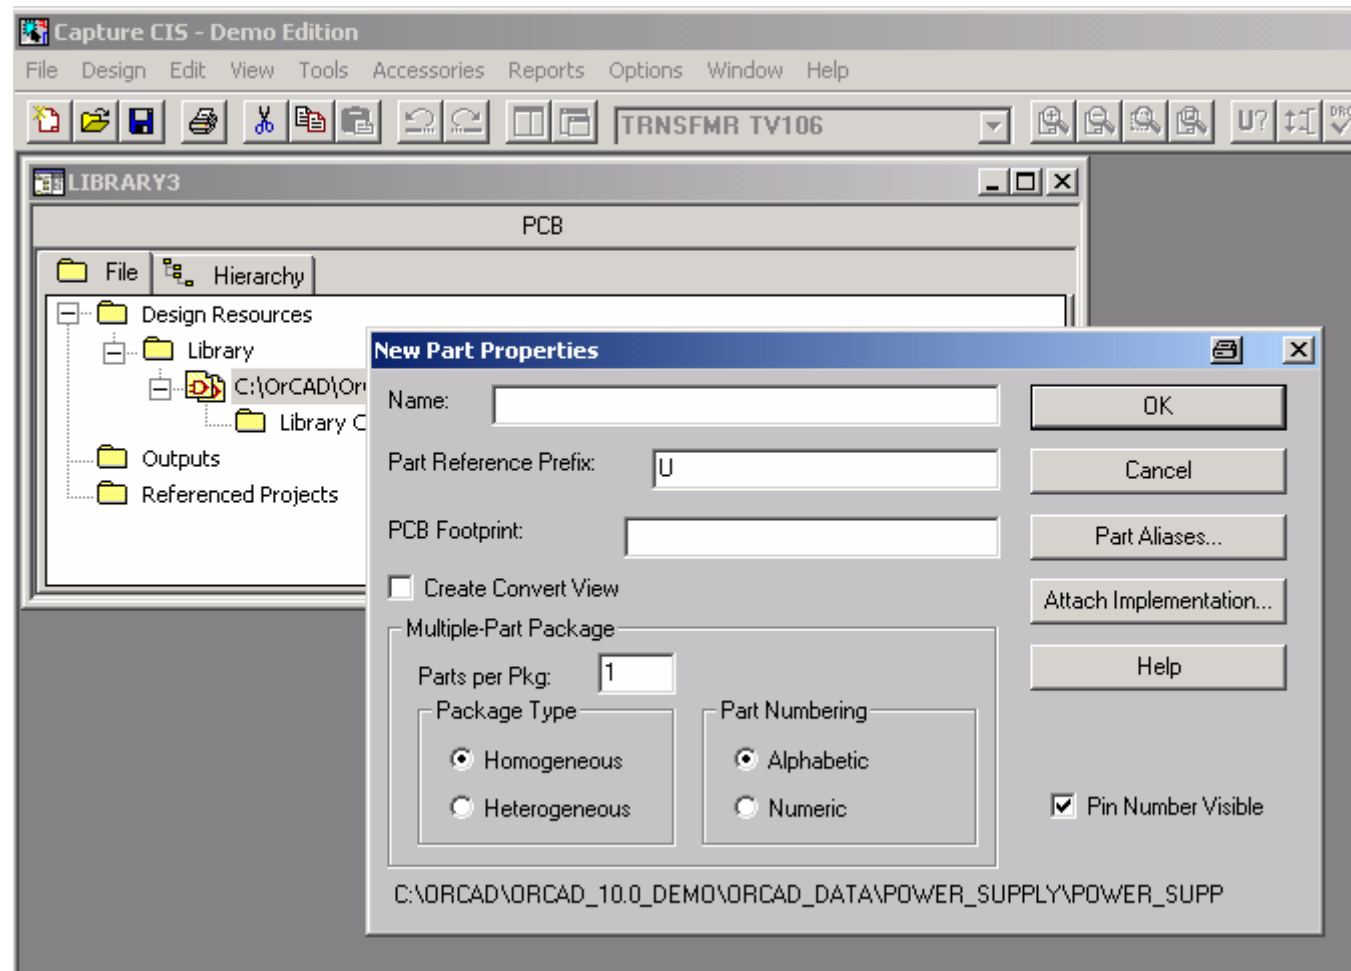 Capture CIS - Demo Edition
File Design Edit View Tools Accessories Reports Options Window Help
TRNSFMR TV106
U?
DRC
LIBRARY3
PCB
File Hierarchy
Design Resources
Library
C:\OrCAD\Or
Library C
Outputs
Referenced Projects
New Part Properties
Name:
OK
Part Reference Prefix: U
Cancel
PCB Footprint:
Part Aliases...
Create Convert View
Attach Implementation...
Multiple-Part Package
Parts per Pkg: 1
Help
Package Type Part Numbering
Homogeneous Alphabetic
Heterogeneous Numeric
Pin Number Visible
C:\ORCAD\ORCAD_10.0_DEMO\ORCAD_DATA\POWER_SUPPLY\POWER_SUPP